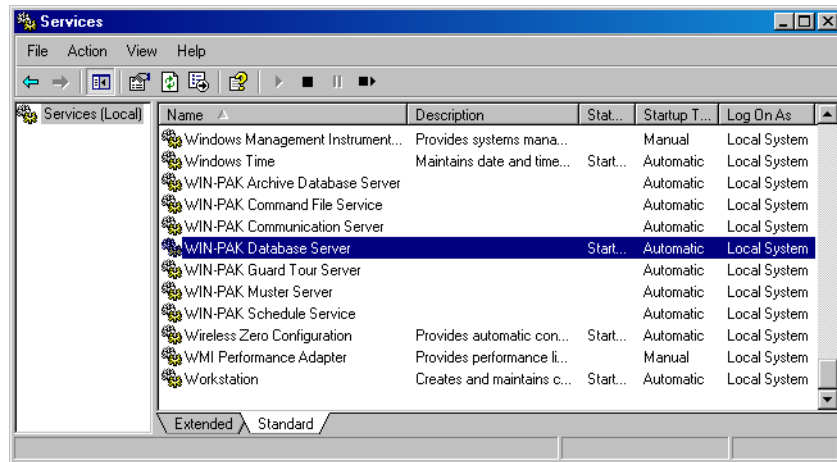 Services
File Action View Help
Services (Local)
Name Description Stat... Startup T... Log On As
Windows Management Instrument... Provides systems mana... Manual Local System
Windows Time Maintains date and time... Start... Automatic Local System
WIN-PAK Archive Database Server Automatic Local System
WIN-PAK Command File Service Automatic Local System
WIN-PAK Communication Server Automatic Local System
WIN-PAK Database Server Start... Automatic Local System
WIN-PAK Guard Tour Server Automatic Local System
WIN-PAK Muster Server Automatic Local System
WIN-PAK Schedule Service Automatic Local System
Wireless Zero Configuration Provides automatic con... Start... Automatic Local System
WMI Performance Adapter Provides performance li... Manual Local System
Workstation Creates and maintains c... Start... Automatic Local System
Extended Standard